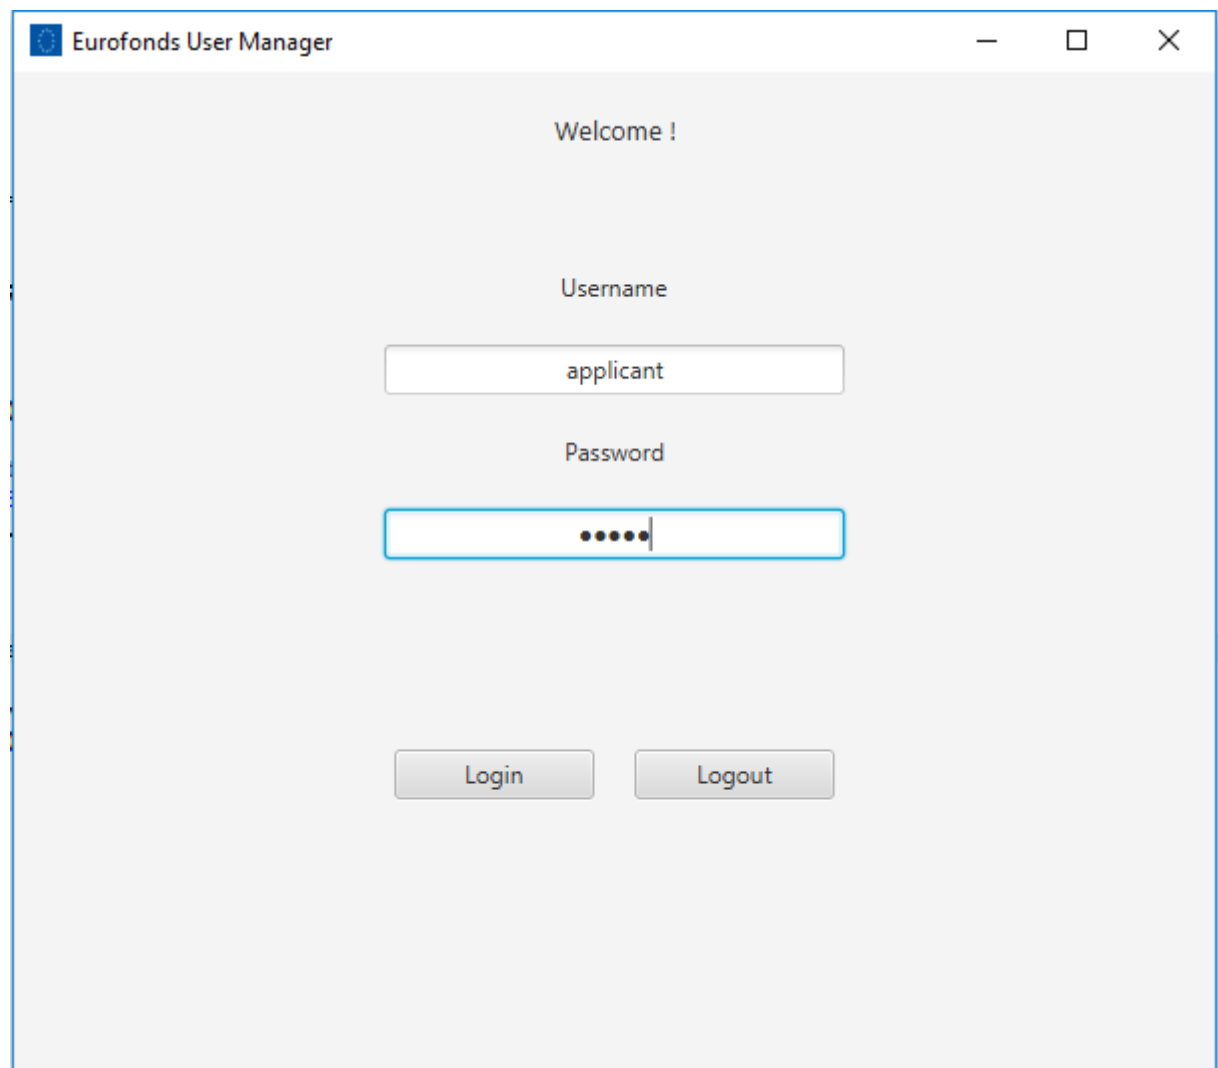 Eurofonds User Manager
Welcome !
Username
applicant
Password
•••••
Login Logout